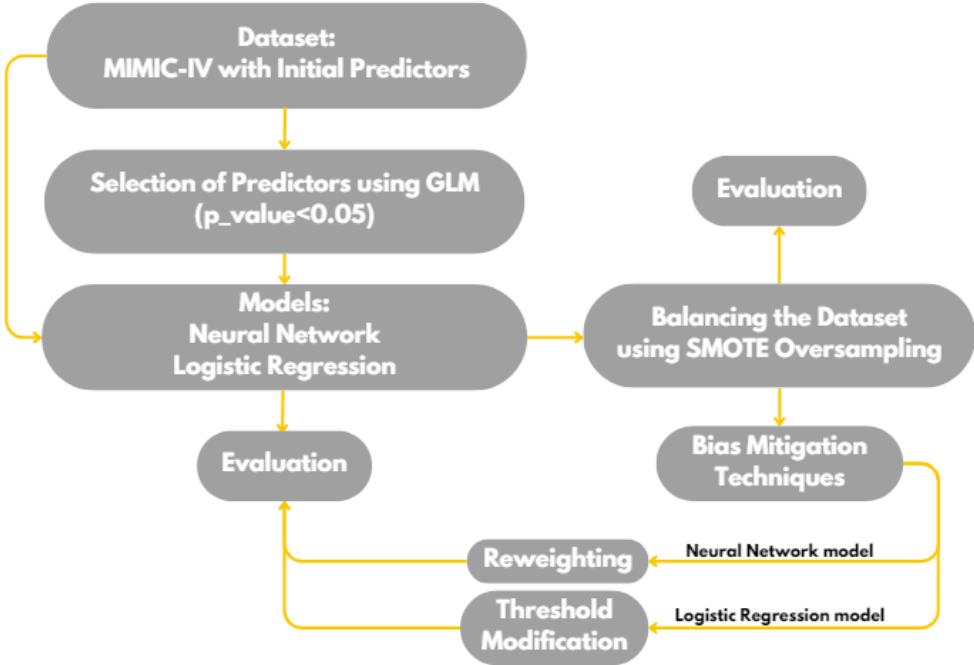 Dataset:
MIMIC-IV with Initial Predictors
Selection of Predictors using GLM
(p_value<0.05)
Models:
Neural Network
Logistic Regression
Evaluation
Balancing the Dataset
using SMOTE Oversampling
Evaluation
Bias Mitigation
Techniques
Neural Network model
Reweighting
Logistic Regression model
Threshold
Modification